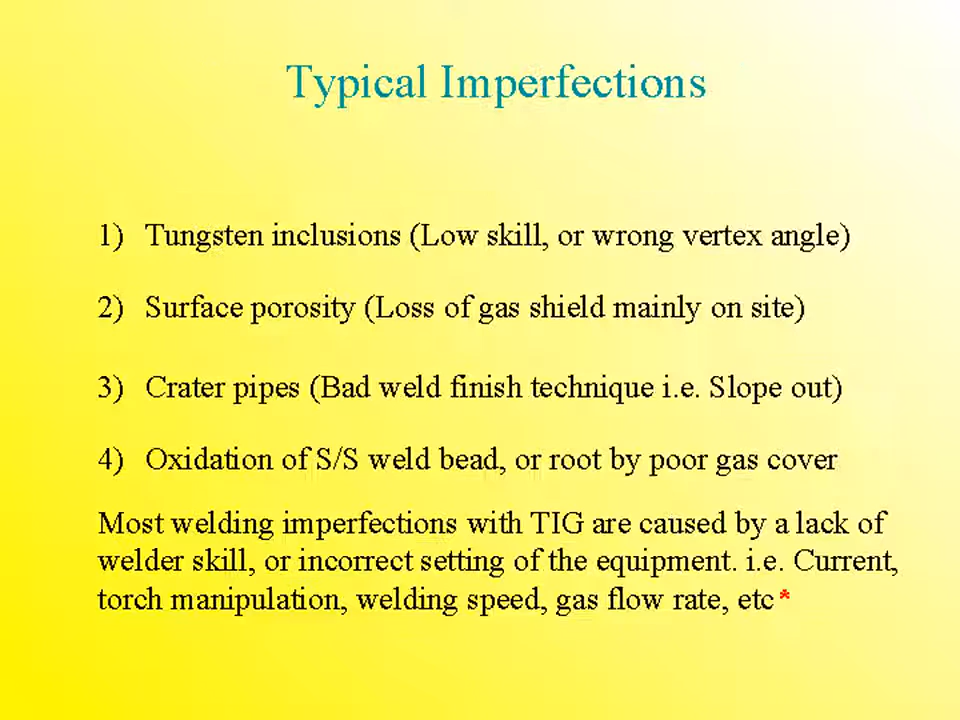 Typical Imperfections
1) Tungsten inclusions (Low skill, or wrong vertex angle)
2) Surface porosity (Loss of gas shield mainly on site)
3) Crater pipes (Bad weld finish technique i.e. Slope out)
4) Oxidation of S/S weld bead, or root by poor gas cover
Most welding imperfections with TIG are caused by a lack of
welder skill, or incorrect setting of the equipment. i.e. Current,
torch manipulation, welding speed, gas flow rate, etc*